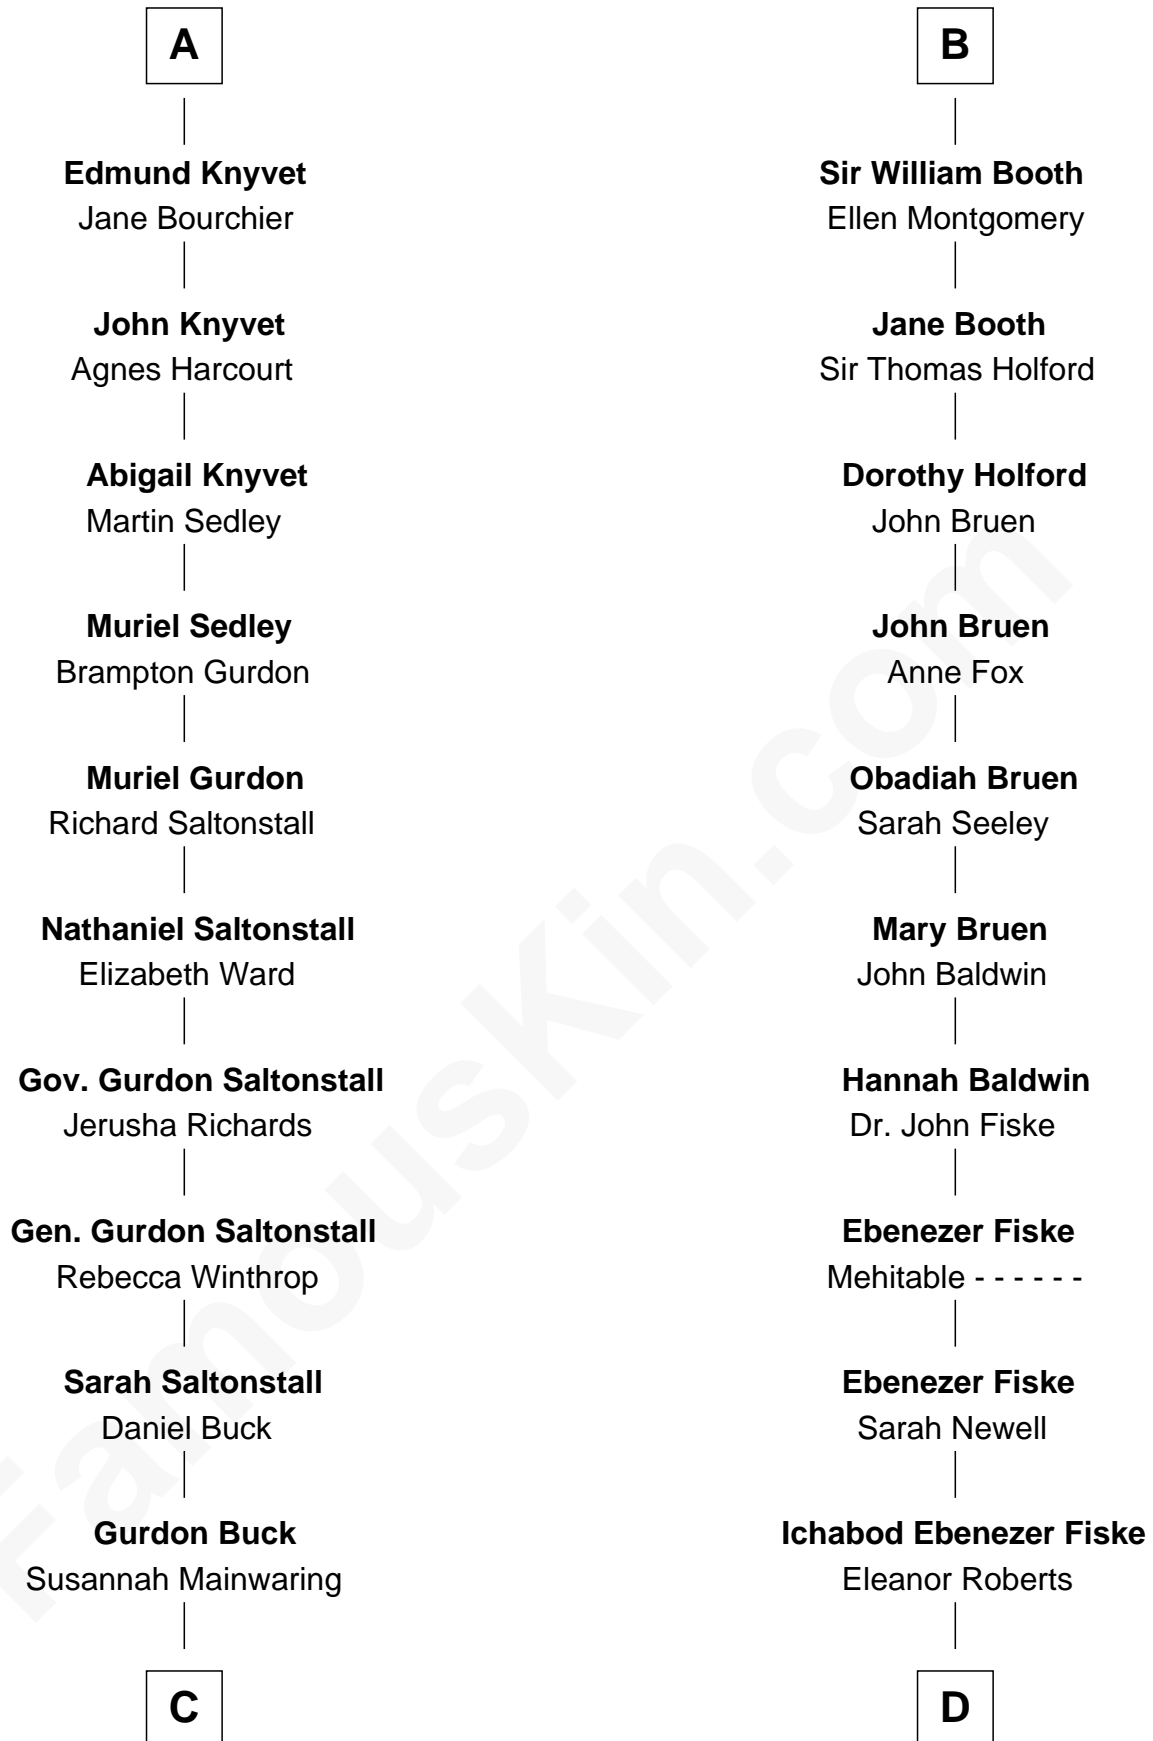 A
Edmund Knyvet
Jane Bourchier
John Knyvet
Agnes Harcourt
Abigail Knyvet
Martin Sedley
Muriel Sedley
Brampton Gurdon
Muriel Gurdon
Richard Saltonstall
Nathaniel Saltonstall
Elizabeth Ward
Gov. Gurdon Saltonstall
Jerusha Richards
Gen. Gurdon Saltonstall
Rebecca Winthrop
Sarah Saltonstall
Daniel Buck
Gurdon Buck
Susannah Mainwaring
C
B
Sir William Booth
Ellen Montgomery
Jane Booth
Sir Thomas Holford
Dorothy Holford
John Bruen
John Bruen
Anne Fox
Obadiah Bruen
Sarah Seeley
Mary Bruen
John Baldwin
Hannah Baldwin
Dr. John Fiske
Ebenezer Fiske
Mehitable - - - - - -
Ebenezer Fiske
Sarah Newell
Ichabod Ebenezer Fiske
Eleanor Roberts
D
FamousKin.com